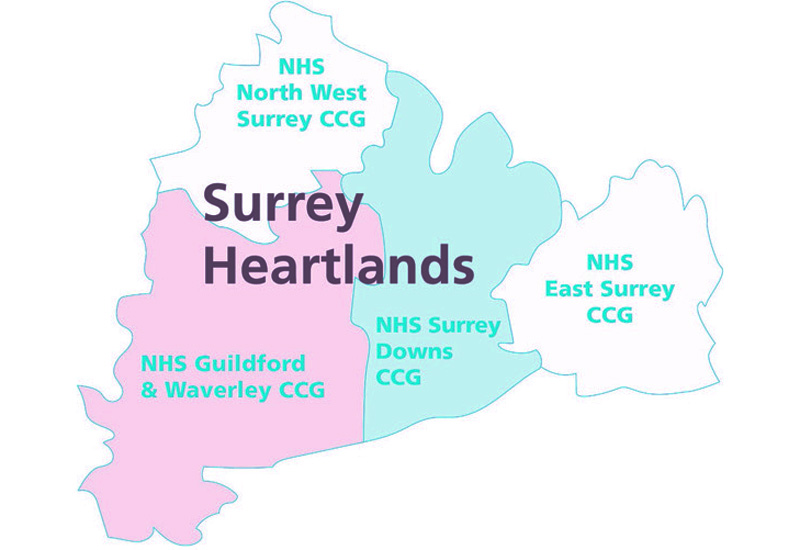 NHS
North West
Surrey CCG
Surrey
Heartlands
NHS
East Surrey
CCG
NHS Surrey
Downs
CCG
NHS Guildford
& Waverley CCG